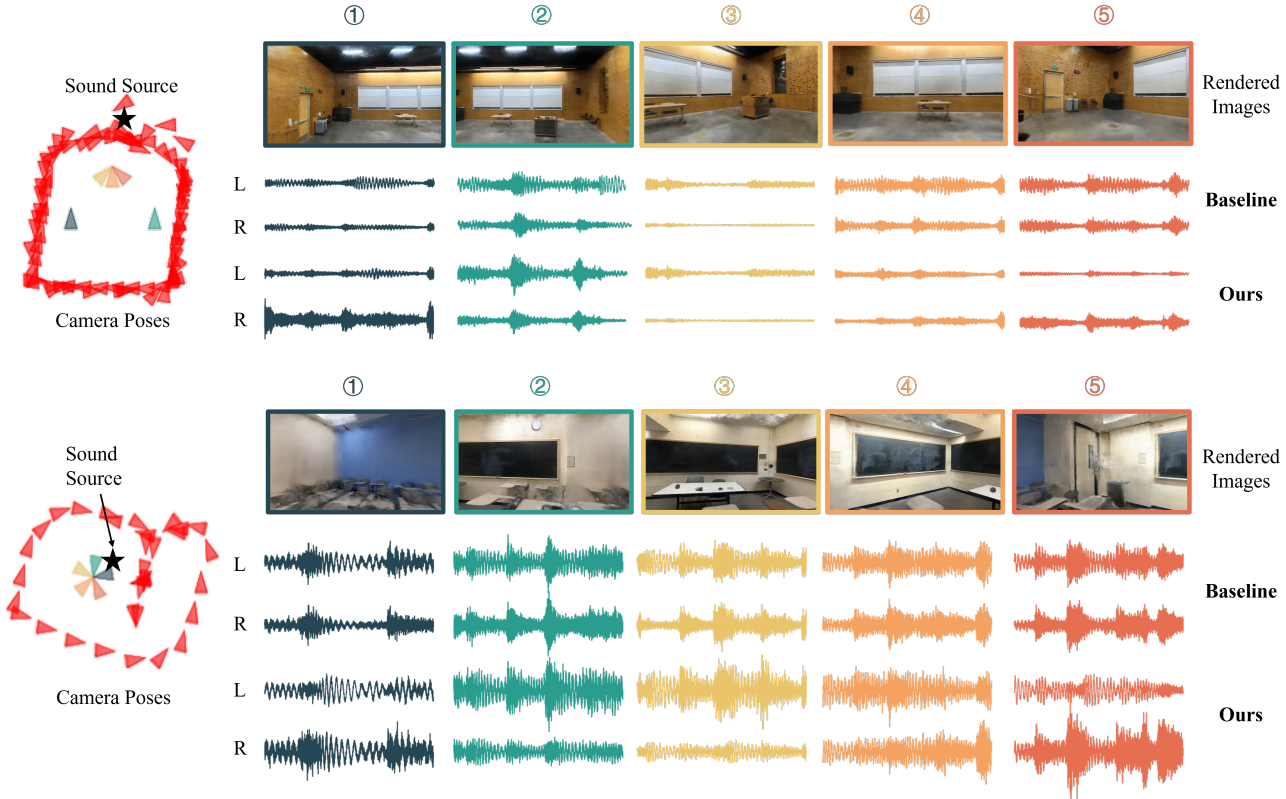 ① ② ③ ④ ⑤
Sound Source
Rendered
Images
L
Baseline
R
L
Ours
R
Camera Poses
① ② ③ ④ ⑤
Sound
Source
Rendered
Images
L
Baseline
R
L
Camera Poses
Ours
R